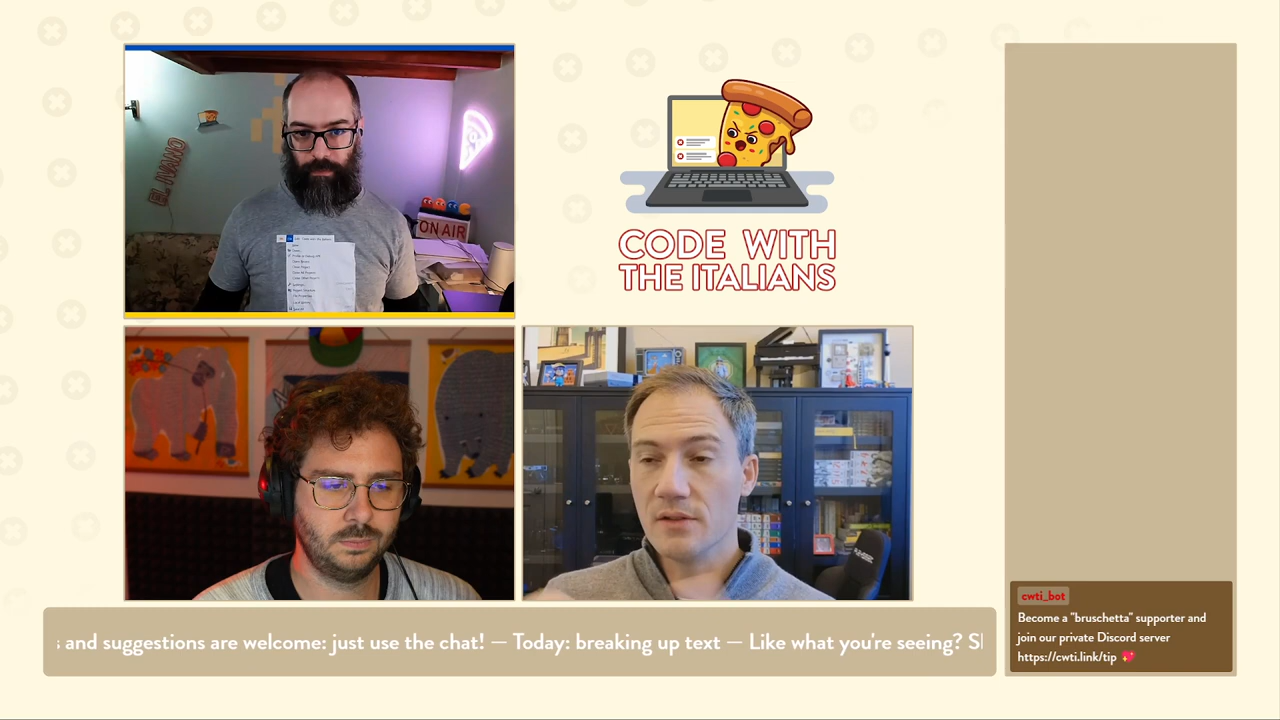 EL IVANO
ON AIR
CODE WITH
THE ITALIANS
and suggestions are welcome: just use the chat! — Today: breaking up text — Like what you're seeing?
cwti_bot
Become a "bruschetta" supporter and
join our private Discord server
https://cwti.link/tip 💖